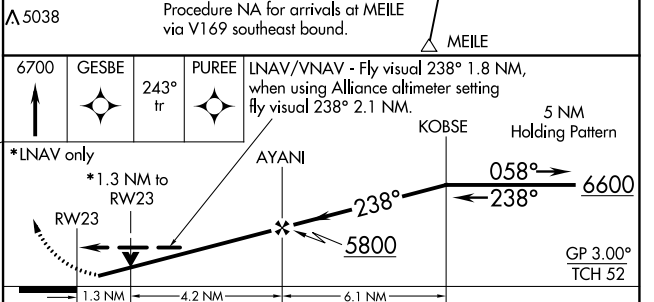 5038
Procedure NA for arrivals at MEILE
via V169 southeast bound.
MEILE
6700
GESBE
243°
tr
PUREE
LNAV/VNAV - Fly visual 238° 1.8 NM,
when using Alliance altimeter setting
fly visual 238° 2.1 NM.
KOBSE
5 NM
Holding Pattern
*LNAV only
*1.3 NM to
RW23
RW23
AYANI
058°
238°
6600
238°
5800
GP 3.00°
TCH 52
1.3 NM
4.2 NM
6.1 NM